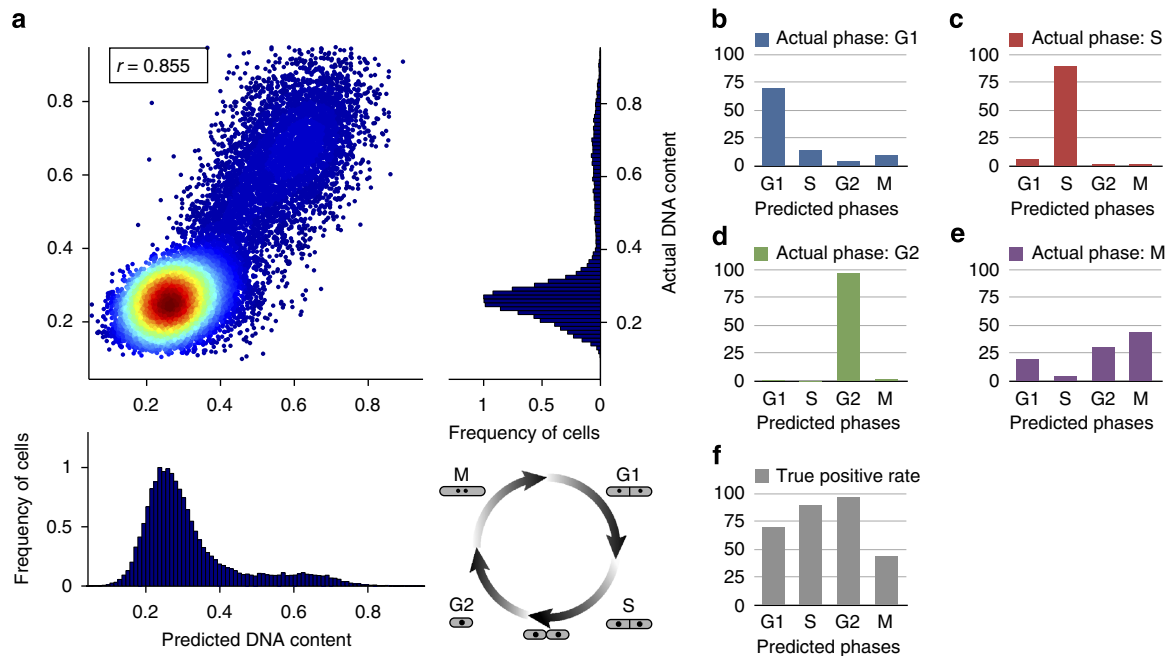 a
r = 0.855
0.8
0.6
0.4
0.2
0.2
0.4
0.6
0.8
0.8
0.6
0.4
0.2
Actual DNA content
1
0.5
0
Frequency of cells
Frequency of cells
1
0.5
0
0.2
0.4
0.6
0.8
Predicted DNA content
M
G1
G2
S
b
Actual phase: G1
100
75
50
25
0
G1 S G2 M
Predicted phases
c
Actual phase: S
100
75
50
25
0
G1 S G2 M
Predicted phases
d
Actual phase: G2
100
75
50
25
0
G1 S G2 M
Predicted phases
e
Actual phase: M
100
75
50
25
0
G1 S G2 M
Predicted phases
f
True positive rate
100
75
50
25
0
G1 S G2 M
Predicted phases